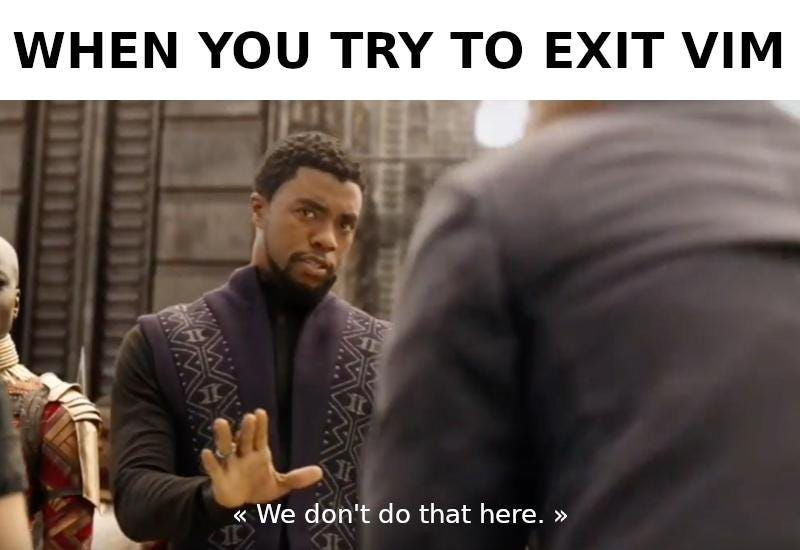 WHEN YOU TRY TO EXIT VIM
« We don't do that here. »